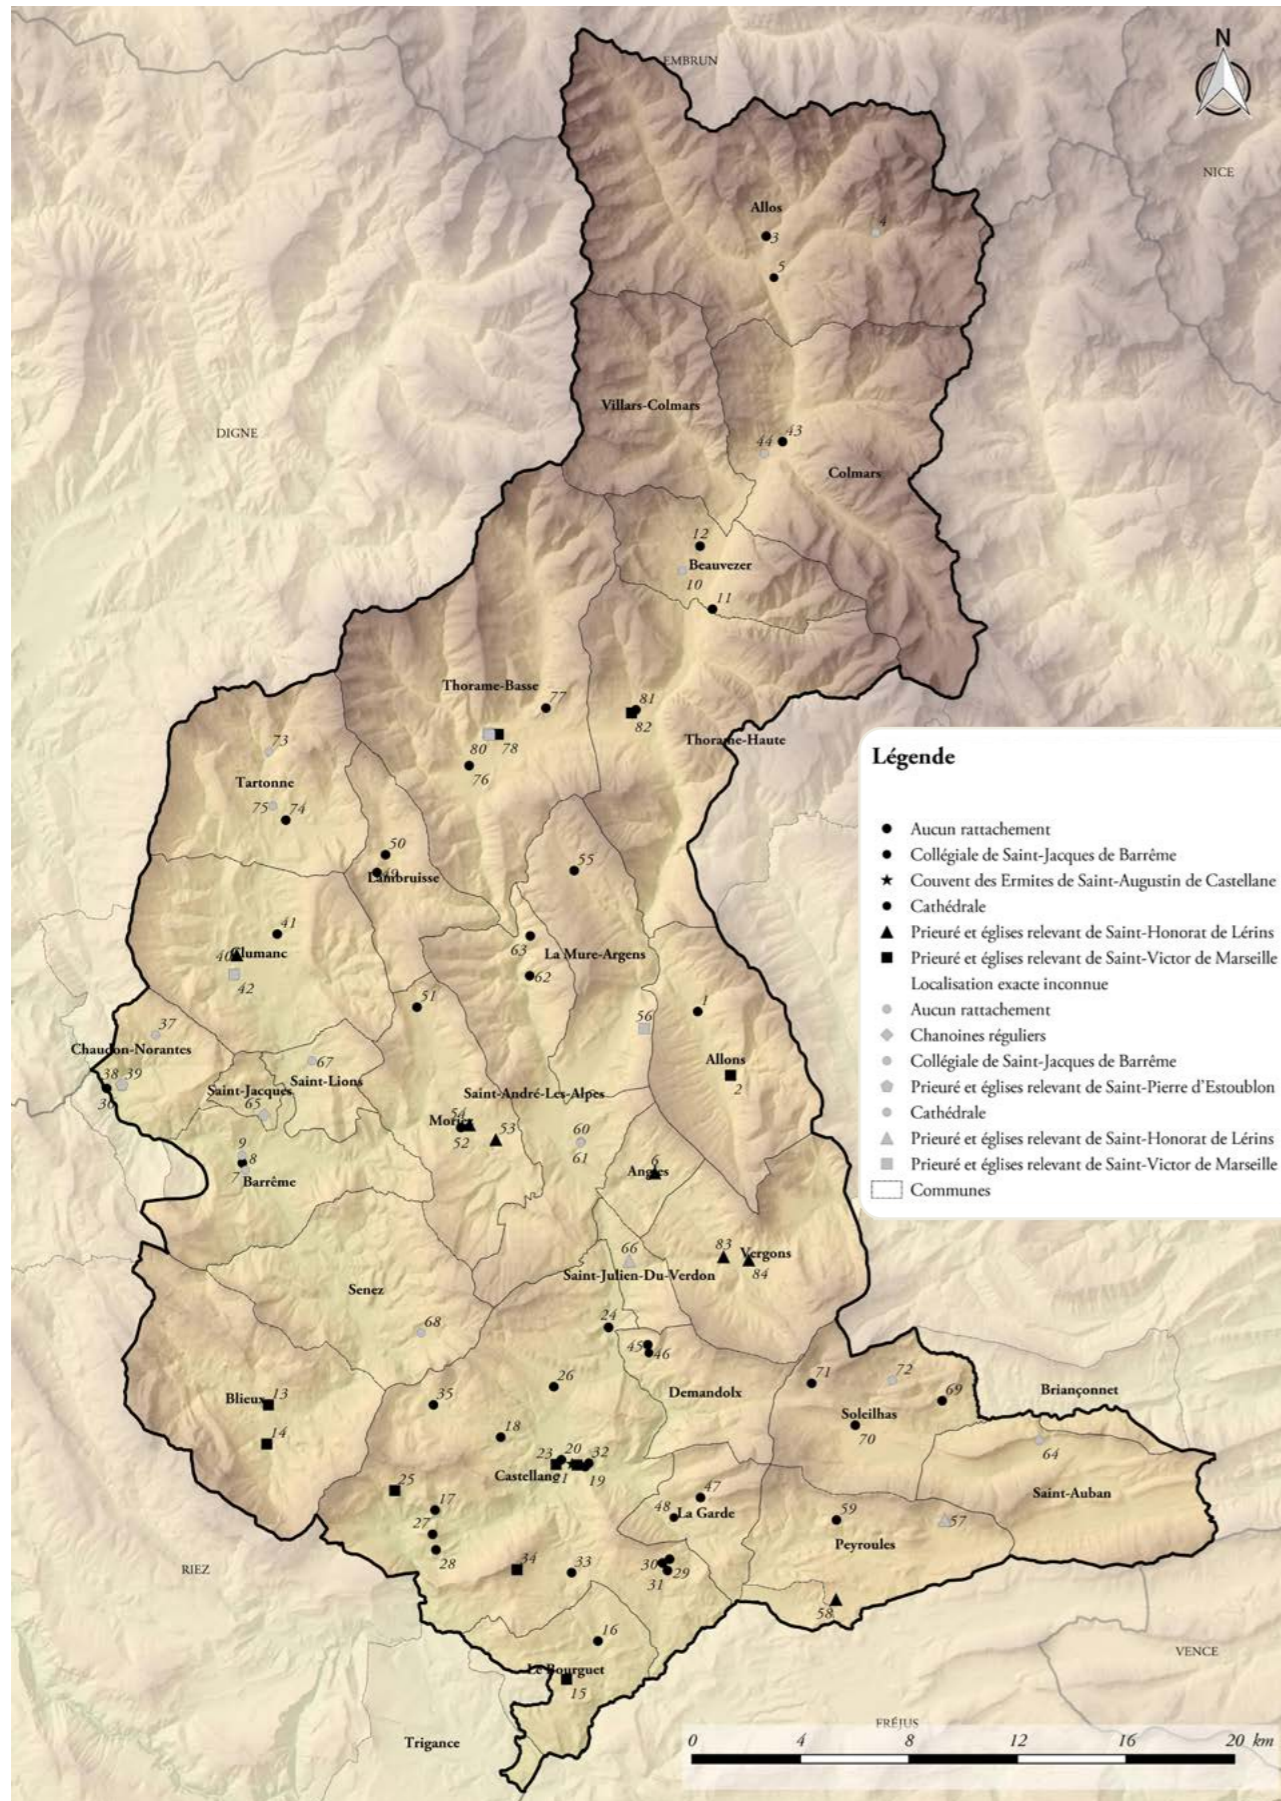 N
EMBRUN
NICE
Allos
3
4
5
Villars-Colmars
DIGNE
44
43
Colmars
12
Beauvezer
10
11
Thorame-Basse
77
81
82
Thorame-Haute
80
78
76
73
Tartonne
75
74
50
49
Lambruisse
55
41
40
Clumanc
42
63
La Mure-Argens
62
51
1
56
37
Chaudon-Norantes
67
Allons
2
38
39
36
Saint-Jacques
Saint-Lions
65
Saint-André-Les-Alpes
54
Moriez
52
53
60
61
9
8
7
Barrême
6
Angles
83
Vergons
84
66
Saint-Julien-Du-Verdon
Senez
68
24
45
46
26
Demandolx
71
72
69
Soleilhas
70
Briançonnet
64
Saint-Auban
Blieux
13
14
35
18
23
20
32
Castellane
21
19
25
17
27
28
47
48
La Garde
59
57
Peyroules
58
34
33
30
29
31
RIEZ
16
Le Bourguet
15
VENCE
FRÉJUS
Trigance
Légende
Aucun rattachement
Collégiale de Saint-Jacques de Barrême
Couvent des Ermites de Saint-Augustin de Castellane
Cathédrale
Prieuré et églises relevant de Saint-Honorat de Lérins
Prieuré et églises relevant de Saint-Victor de Marseille
Localisation exacte inconnue
Aucun rattachement
Chanoines réguliers
Collégiale de Saint-Jacques de Barrême
Prieuré et églises relevant de Saint-Pierre d'Estoublon
Cathédrale
Prieuré et églises relevant de Saint-Honorat de Lérins
Prieuré et églises relevant de Saint-Victor de Marseille
Communes
0 4 8 12 16 20 km